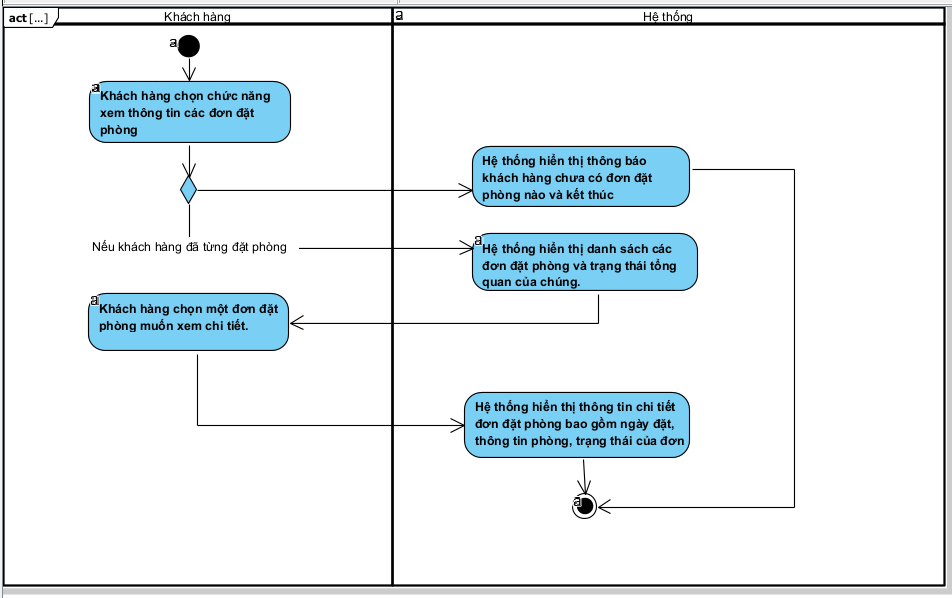 act [...]
Khách hàng
a
Hệ thống
a
a
Khách hàng chọn chức năng
xem thông tin các đơn đặt
phòng
Hệ thống hiển thị thông báo
khách hàng chưa có đơn đặt
phòng nào và kết thúc
Nếu khách hàng đã từng đặt phòng
a
Hệ thống hiển thị danh sách các
đơn đặt phòng và trạng thái tổng
quan của chúng.
a
Khách hàng chọn một đơn đặt
phòng muốn xem chi tiết.
Hệ thống hiển thị thông tin chi tiết
đơn đặt phòng bao gồm ngày đặt,
thông tin phòng, trạng thái của đơn
a